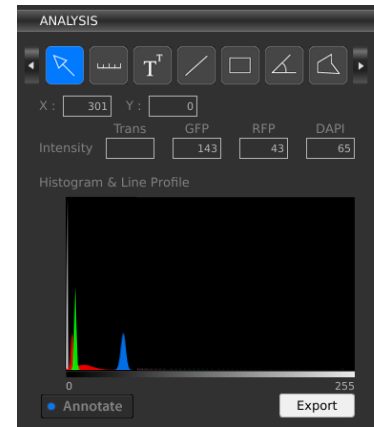 ANALYSIS
T T
X : 301 Y : 0
Trans GFP RFP DAPI
Intensity 143 43 65
Histogram & Line Profile
0 255
Annotate Export